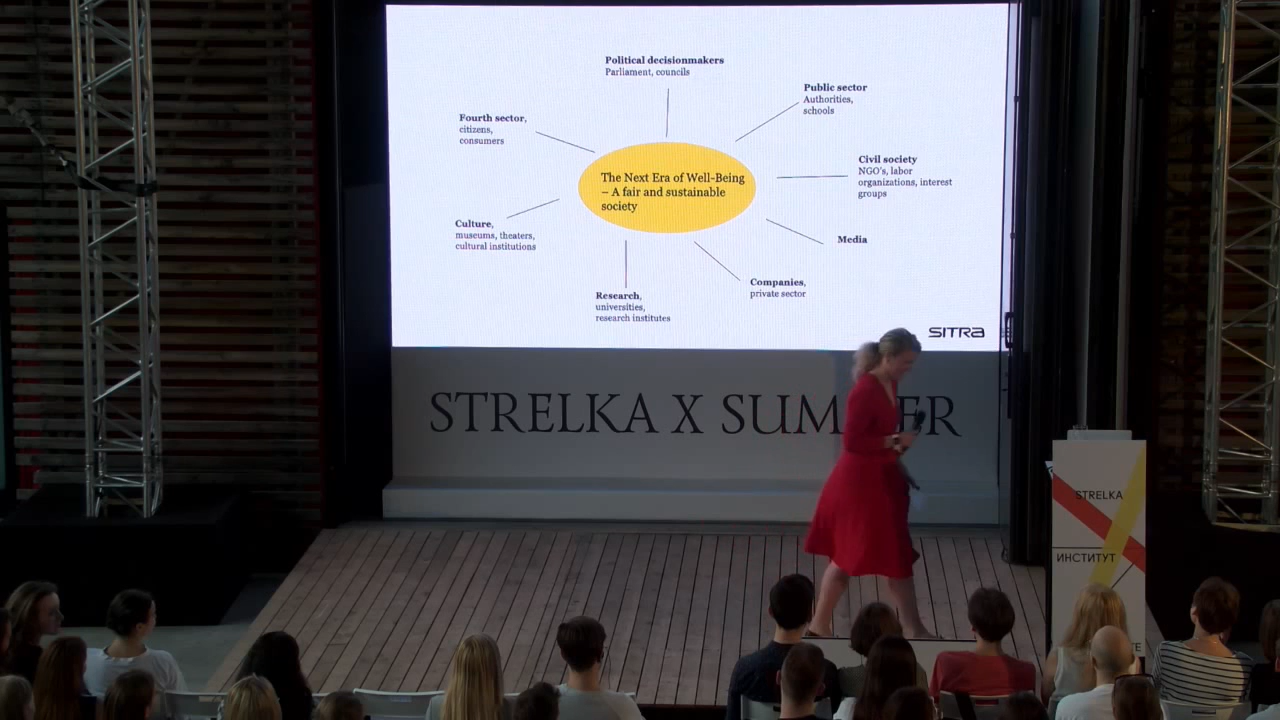 Political decisionmakers
Parliament, councils
Public sector
Authorities,
schools
Fourth sector,
citizens,
consumers
Civil society
NGO's, labor
organizations, interest
groups
The Next Era of Well-Being
– A fair and sustainable
society
Culture,
museums, theaters,
cultural institutions
Media
Companies,
private sector
Research,
universities,
research institutes
SITRA
STRELKA X SUM ER
STRELKA
ИНСТИТУТ